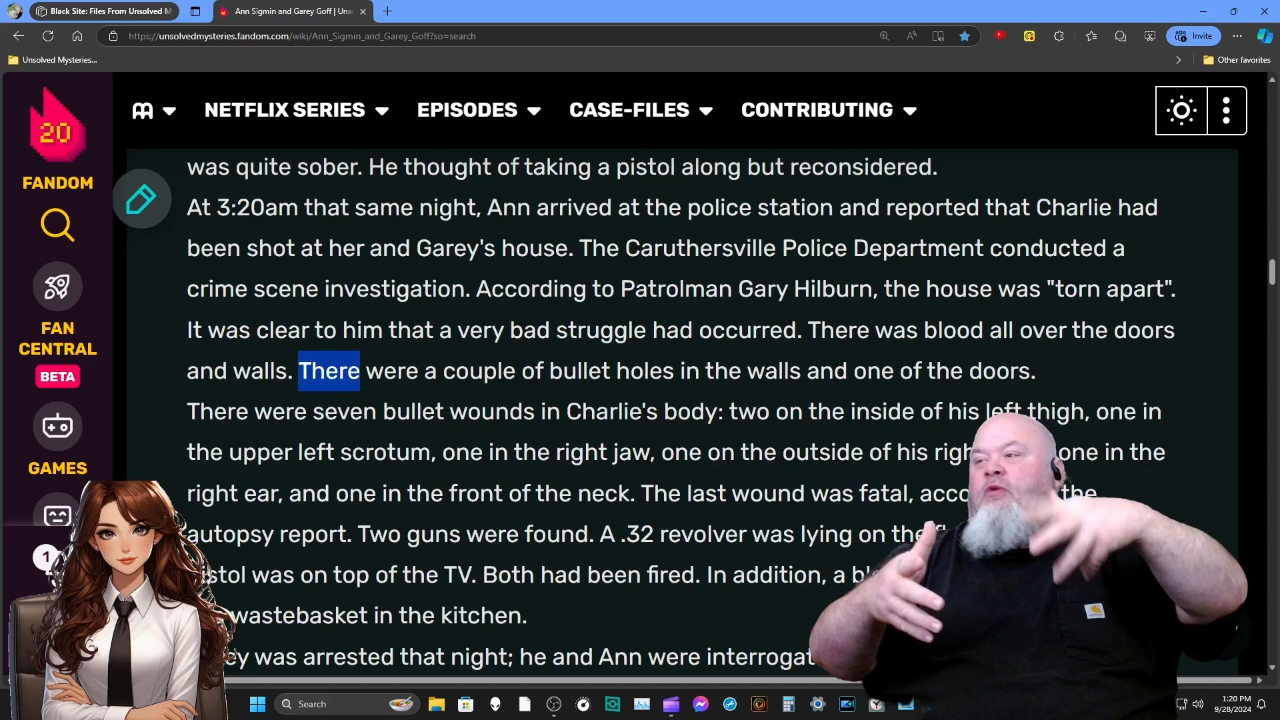 Black Site: Files From Unsolved M
Ann Sigmin and Garey Goff | Uns
https://unsolvedmysteries.fandom.com/wiki/Ann_Sigmin_and_Garey_Goff?so=search
Invite
Unsolved Mysteries...
Other favorites
20
FANDOM
FAN
CENTRAL
BETA
GAMES
1
NETFLIX SERIES
EPISODES
CASE-FILES
CONTRIBUTING
was quite sober. He thought of taking a pistol along but reconsidered.
At 3:20am that same night, Ann arrived at the police station and reported that Charlie had
been shot at her and Garey's house. The Caruthersville Police Department conducted a
crime scene investigation. According to Patrolman Gary Hilburn, the house was "torn apart".
It was clear to him that a very bad struggle had occurred. There was blood all over the doors
and walls. There were a couple of bullet holes in the walls and one of the doors.
There were seven bullet wounds in Charlie's body: two on the inside of his left thigh, one in
the upper left scrotum, one in the right jaw, one on the outside of his one in the
right ear, and one in the front of the neck. The last wound was fatal, the
autopsy report. Two guns were found. A .32 revolver was lying on the
was on top of the TV. Both had been fired. In addition, a
wastebasket in the kitchen.
was arrested that night; he and Ann were
Search
1:20 PM
9/28/2024